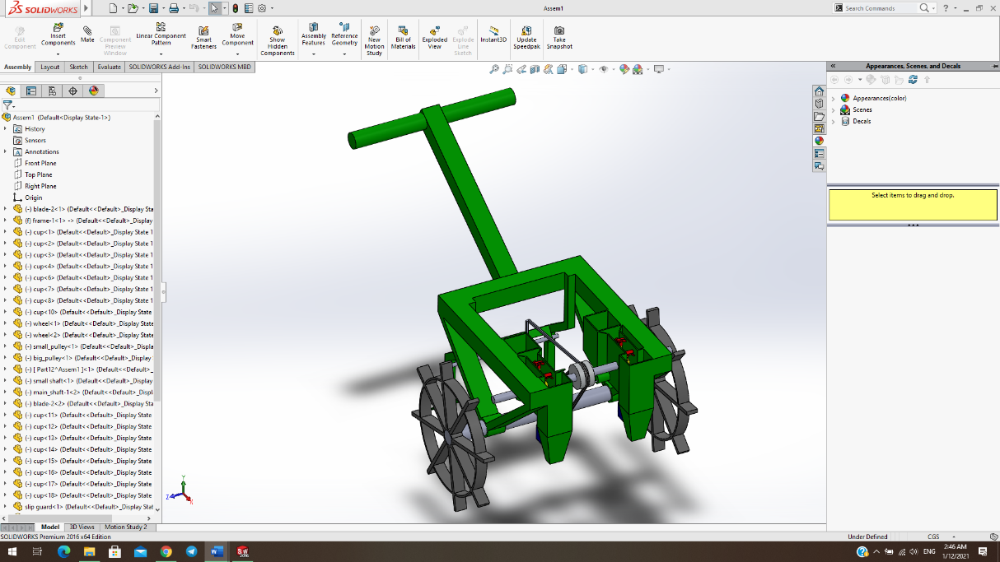 SOLIDWORKS
Assem1
Search Commands
Edit Component
Insert Components
Mate
Component Preview Window
Linear Component Pattern
Smart Fasteners
Move Component
Show Hidden Components
Assembly Features
Reference Geometry
New Motion Study
Bill of Materials
Exploded View
Explode Line Sketch
Instant3D
Update Speedpak
Take Snapshot
Assembly
Layout
Sketch
Evaluate
SOLIDWORKS Add-Ins
SOLIDWORKS MBD
Assem1 (Default<Display State-1>)
History
Sensors
Annotations
Front Plane
Top Plane
Right Plane
Origin
(-) blade-2<1> (Default<<Default>_Display Sta
(f) frame-1<1> -> (Default<<Default>_Display
(-) cup<1> (Default<<Default>_Display State 1
(-) cup<2> (Default<<Default>_Display State 1
(-) cup<3> (Default<<Default>_Display State 1
(-) cup<4> (Default<<Default>_Display State 1
(-) cup<6> (Default<<Default>_Display State 1
(-) cup<7> (Default<<Default>_Display State 1
(-) cup<8> (Default<<Default>_Display State 1
(-) cup<10> (Default<<Default>_Display State
(-) wheel<1> (Default<<Default>_Display State
(-) wheel<2> (Default<<Default>_Display State
(-) small_pulley<1> (Default<<Default>_Displa
(-) big_pulley<1> (Default<<Default>_Display
(-) [ Part12^Assem1 ]<1> (Default<<Default>_
(-) small shaft<1> (Default<<Default>_Display
(-) main_shaft-1<2> (Default<<Default>_Display
(-) blade-2<2> (Default<<Default>_Display Sta
(-) cup<11> (Default<<Default>_Display State
(-) cup<12> (Default<<Default>_Display State
(-) cup<13> (Default<<Default>_Display State
(-) cup<14> (Default<<Default>_Display State
(-) cup<15> (Default<<Default>_Display State
(-) cup<16> (Default<<Default>_Display State
(-) cup<17> (Default<<Default>_Display State
(-) cup<18> (Default<<Default>_Display State
slip guard<1> (Default<<Default>_Display Stat
Y
Z
X
Appearances, Scenes, and Decals
Appearances(color)
Scenes
Decals
Select items to drag and drop.
Model
3D Views
Motion Study 2
SOLIDWORKS Premium 2016 x64 Edition
Under Defined
CGS
ENG
2:46 AM
1/12/2021